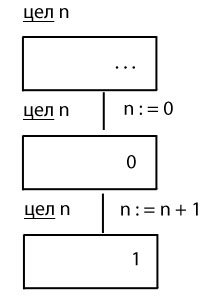 цел n
...
цел n
n := 0
0
цел n
n := n + 1
1